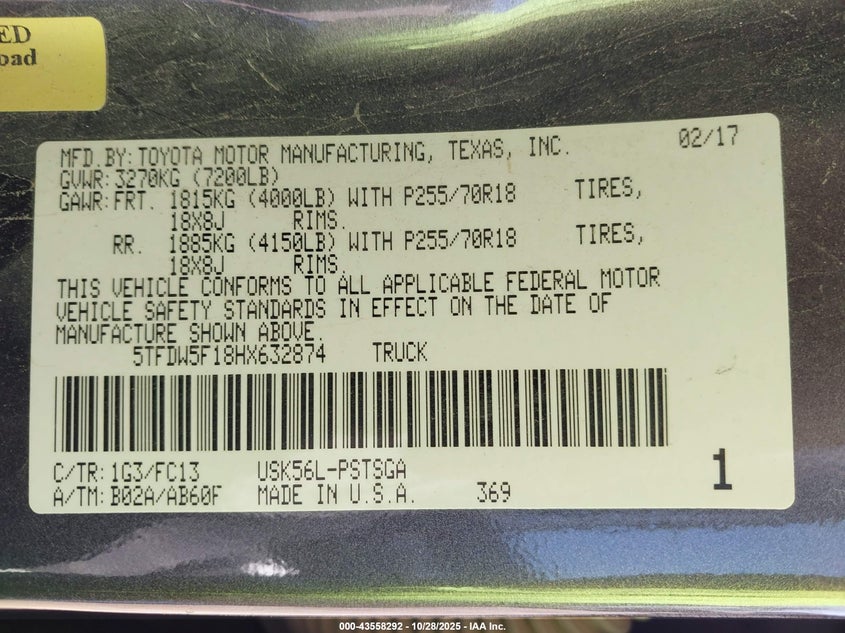 ED
oad
MFD.BY:TOYOTA MOTOR MANUFACTURING, TEXAS, INC. 02/17
GVWR:3270KG (7200LB)
GAWR:FRT. 1815KG (4000LB) WITH P255/70R18 TIRES,
18X8J RIMS.
RR. 1885KG (4150LB) WITH P255/70R18 TIRES,
18X8J RIMS.
THIS VEHICLE CONFORMS TO ALL APPLICABLE FEDERAL MOTOR
VEHICLE SAFETY STANDARDS IN EFFECT ON THE DATE OF
MANUFACTURE SHOWN ABOVE.
5TFDW5F18HX632874 TRUCK
C/TR:1G3/FC13 USK56L-PSTSGA
A/TM:B02A/AB60F MADE IN U.S.A. 369 1
000-43558292 - 10/28/2025 - IAA Inc.